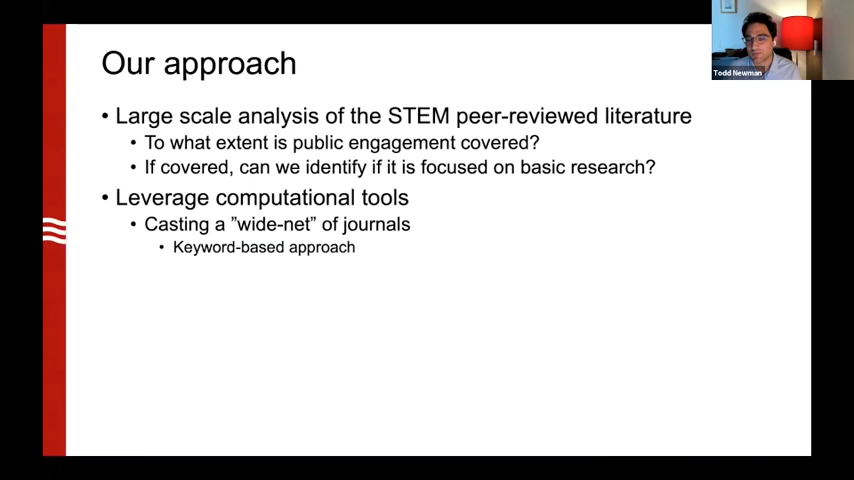 Our approach
• Large scale analysis of the STEM peer-reviewed literature
• To what extent is public engagement covered?
• If covered, can we identify if it is focused on basic research?
• Leverage computational tools
• Casting a ”wide-net” of journals
• Keyword-based approach
Todd Newman